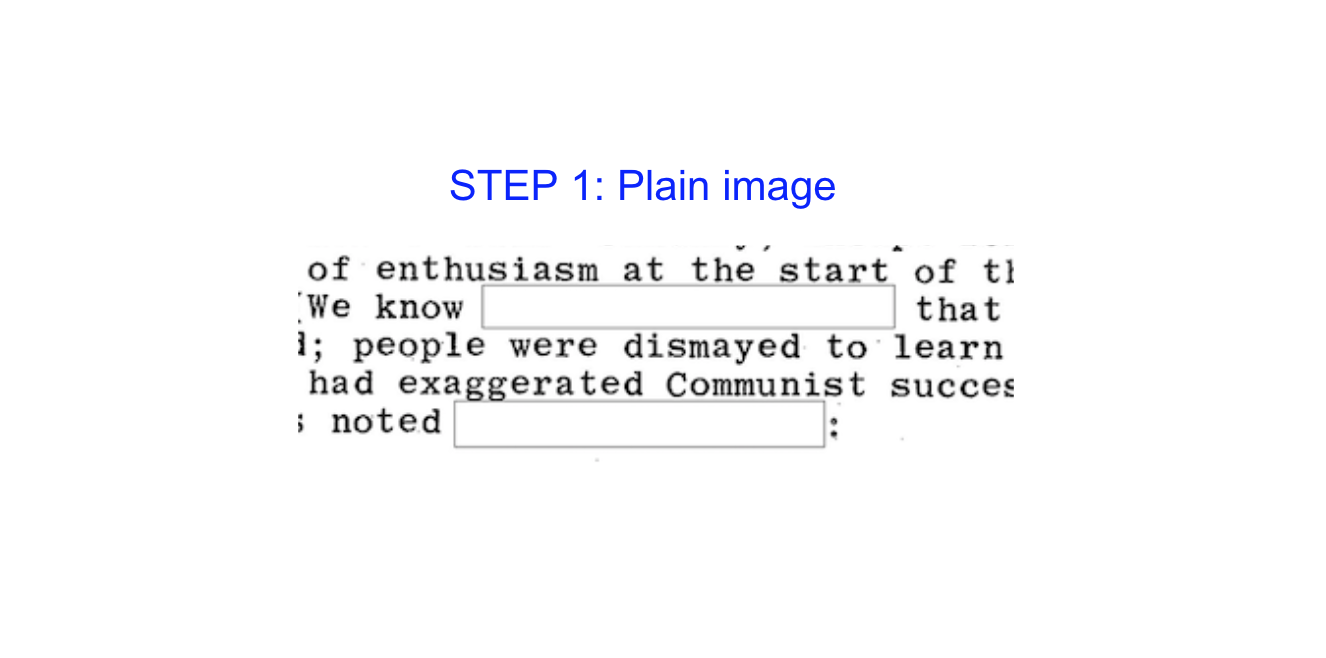 STEP 1: Plain image
of enthusiasm at the start of
We know that
; people were dismayed to learn
had exaggerated Communist
noted :